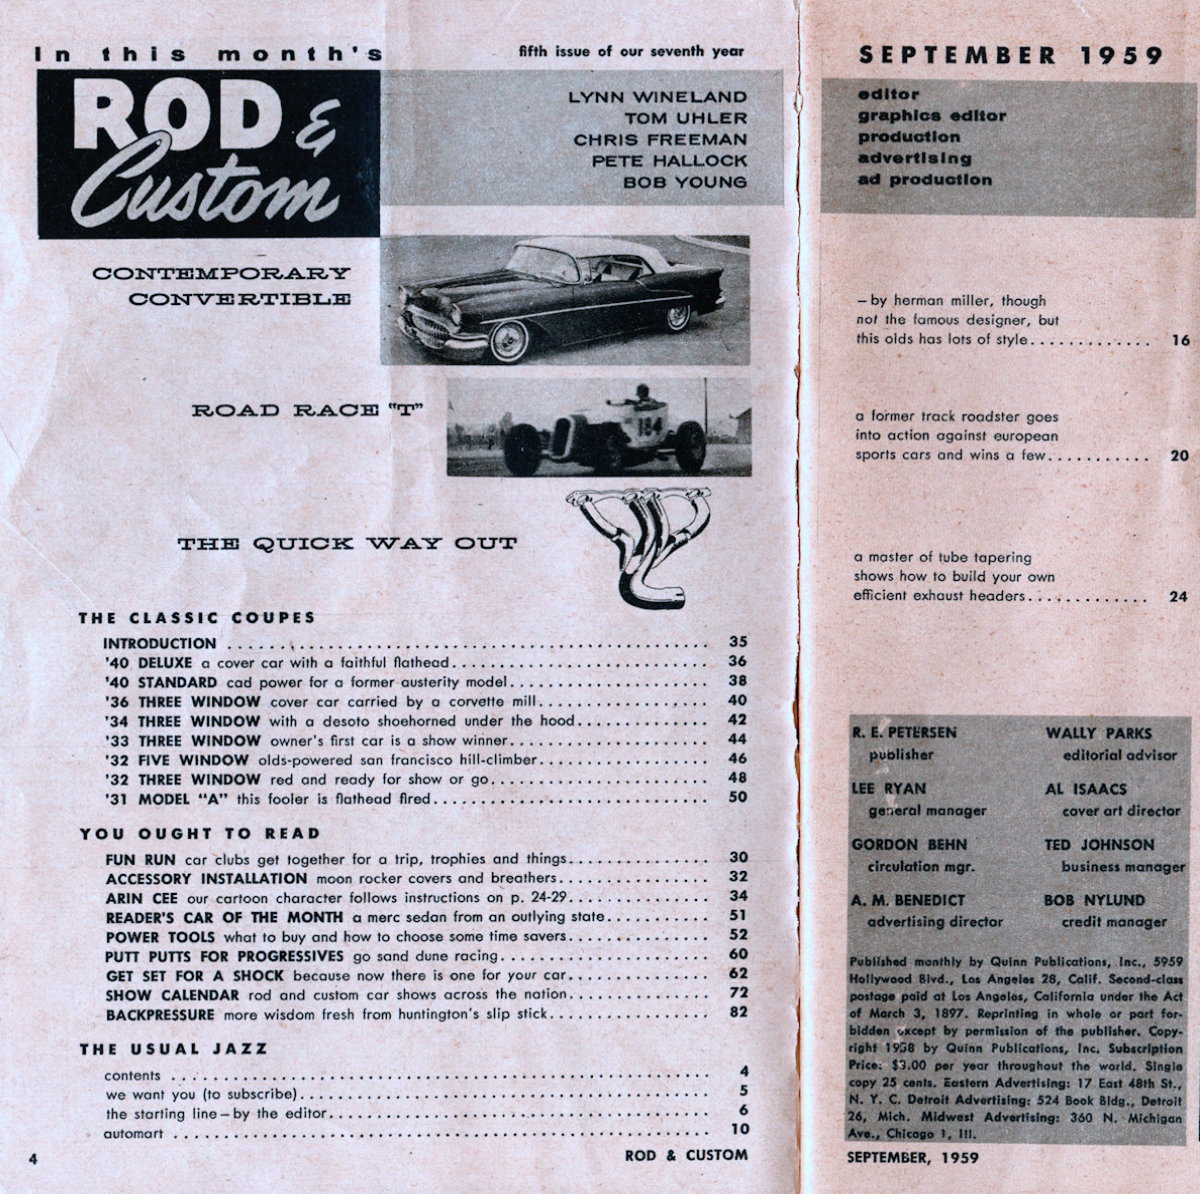 In this month's
fifth issue of our seventh year
SEPTEMBER 1959
ROD &
Custom
LYNN WINELAND
TOM UHLER
CHRIS FREEMAN
PETE HALLOCK
BOB YOUNG
editor
graphics editor
production
advertising
ad production
CONTEMPORARY
CONVERTIBLE
—by herman miller, though
not the famous designer, but
this olds has lots of style............. 16
ROAD RACE "T"
184
a former track roadster goes
into action against european
sports cars and wins a few........... 20
THE QUICK WAY OUT
a master of tube tapering
shows how to build your own
efficient exhaust headers............. 24
THE CLASSIC COUPES
INTRODUCTION ................................................ 35
'40 DELUXE a cover car with a faithful flathead.......................... 36
'40 STANDARD cad power for a former austerity model.................... 38
'36 THREE WINDOW cover car carried by a corvette mill................. 40
'34 THREE WINDOW with a desoto shoehorned under the hood............. 42
'33 THREE WINDOW owner's first car is a show winner.................... 44
'32 FIVE WINDOW olds-powered san francisco hill-climber................. 46
'32 THREE WINDOW red and ready for show or go...................... 48
'31 MODEL "A" this fooler is flathead fired............................ 50
YOU OUGHT TO READ
FUN RUN car clubs get together for a trip, trophies and things.............. 30
ACCESSORY INSTALLATION moon rocker covers and breathers............... 32
ARIN CEE our cartoon character follows instructions on p. 24-29.............. 34
READER'S CAR OF THE MONTH a merc sedan from an outlying state.......... 51
POWER TOOLS what to buy and how to choose some time savers.............. 52
PUTT PUTTS FOR PROGRESSIVES go sand dune racing..................... 60
GET SET FOR A SHOCK because now there is one for your car.............. 62
SHOW CALENDAR rod and custom car shows across the nation.............. 72
BACKPRESSURE more wisdom fresh from huntington's slip stick................ 82
THE USUAL JAZZ
contents ...................................................... 4
we want you (to subscribe)......................................... 5
the starting line—by the editor...................................... 6
automart ...................................................... 10
R. E. PETERSEN
publisher
WALLY PARKS
editorial advisor
LEE RYAN
general manager
AL ISAACS
cover art director
GORDON BEHN
circulation mgr.
TED JOHNSON
business manager
A. M. BENEDICT
advertising director
BOB NYLUND
credit manager
Published monthly by Quinn Publications, Inc., 5959
Hollywood Blvd., Los Angeles 28, Calif. Second-class
postage paid at Los Angeles, California under the Act
of March 3, 1897. Reprinting in whole or part for-
bidden except by permission of the publisher. Copy-
right 1958 by Quinn Publications, Inc. Subscription
Price: $3.00 per year throughout the world. Single
copy 25 cents. Eastern Advertising: 17 East 48th St.,
N. Y. C. Detroit Advertising: 524 Book Bldg., Detroit
26, Mich. Midwest Advertising: 360 N. Michigan
Ave., Chicago 1, Ill.
4
ROD & CUSTOM
SEPTEMBER, 1959